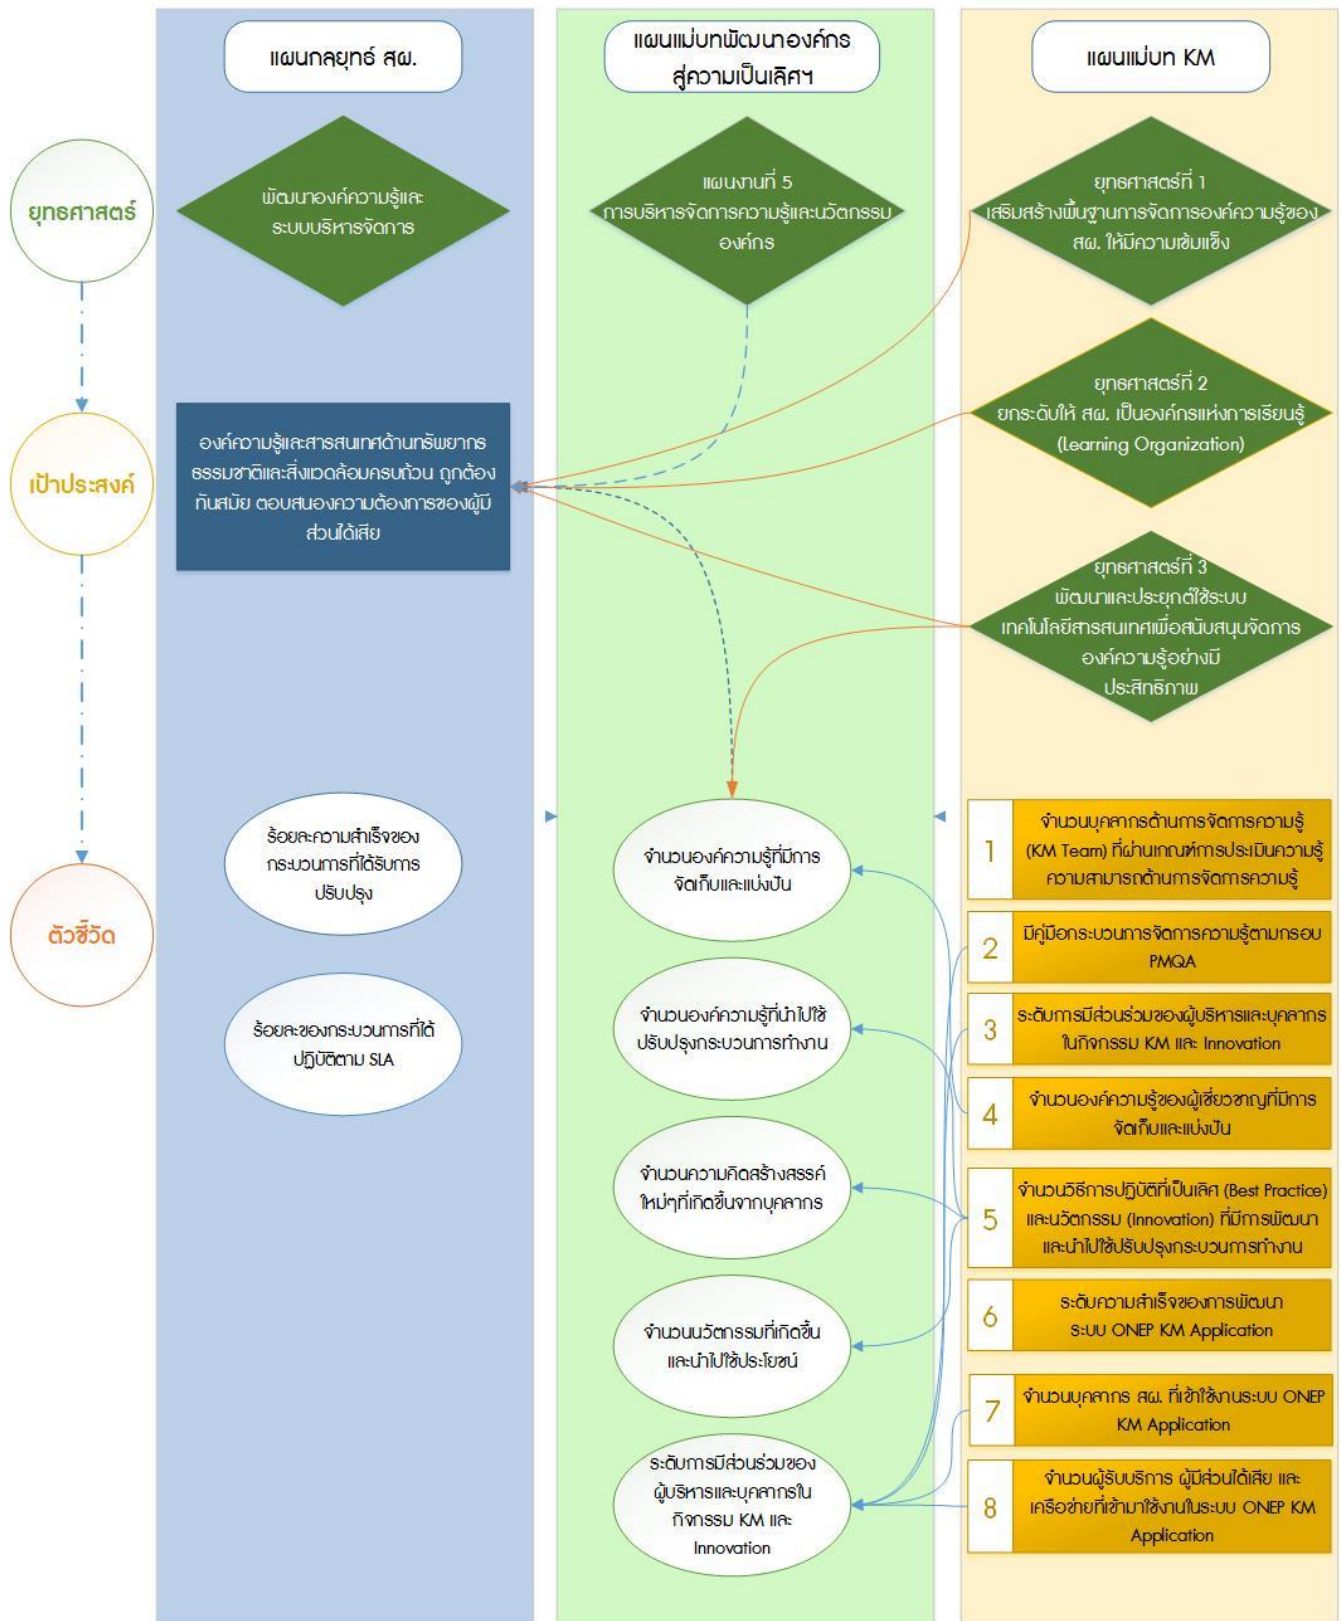 แผนกลยุทธ์ สผ.
แผนแม่บทพัฒนาองค์กร
สู่ความเป็นเลิศฯ
แผนแม่บท KM
ยุทธศาสตร์
พัฒนาองค์ความรู้และ
ระบบบริหารจัดการ
แผนงานที่ 5
การบริหารจัดการความรู้และนวัตกรรม
องค์กร
ยุทธศาสตร์ที่ 1
เสริมสร้างพื้นฐานการจัดการองค์ความรู้ของ
สผ. ให้มีความเข้มแข็ง
ยุทธศาสตร์ที่ 2
ยกระดับให้ สผ. เป็นองค์กรแห่งการเรียนรู้
(Learning Organization)
เป้าประสงค์
องค์ความรู้และสารสนเทศด้านทรัพยากร
ธรรมชาติและสิ่งแวดล้อมครบถ้วน ถูกต้อง
ทันสมัย ตอบสนองความต้องการของผู้มี
ส่วนได้เสีย
ยุทธศาสตร์ที่ 3
พัฒนาและประยุกต์ใช้ระบบ
เทคโนโลยีสารสนเทศเพื่อสนับสนุนจัดการ
องค์ความรู้อย่างมี
ประสิทธิภาพ
ตัวชี้วัด
ร้อยละความสำเร็จของ
กระบวนการที่ได้รับการ
ปรับปรุง
ร้อยละของกระบวนการที่ได้
ปฏิบัติตาม SLA
จำนวนองค์ความรู้ที่มีการ
จัดเก็บและแบ่งปัน
จำนวนองค์ความรู้ที่นำไปใช้
ปรับปรุงกระบวนการทำงาน
จำนวนความคิดสร้างสรรค์
ใหม่ๆที่เกิดขึ้นจากบุคลากร
จำนวนนวัตกรรมที่เกิดขึ้น
และนำไปใช้ประโยชน์
ระดับการมีส่วนร่วมของ
ผู้บริหารและบุคลากรใน
กิจกรรม KM และ
Innovation
1
จำนวนบุคลากรด้านการจัดการความรู้
(KM Team) ที่ผ่านเกณฑ์การประเมินความรู้
ความสามารถด้านการจัดการความรู้
2
มีคู่มือกระบวนการจัดการความรู้ตามกรอบ
PMQA
3
ระดับการมีส่วนร่วมของผู้บริหารและบุคลากร
ในกิจกรรม KM และ Innovation
4
จำนวนองค์ความรู้ของผู้เชี่ยวชาญที่มีการ
จัดเก็บและแบ่งปัน
5
จำนวนวิธีการปฏิบัติที่เป็นเลิศ (Best Practice)
และนวัตกรรม (Innovation) ที่มีการพัฒนา
และนำไปใช้ปรับปรุงกระบวนการทำงาน
6
ระดับความสำเร็จของการพัฒนา
ระบบ ONEP KM Application
7
จำนวนบุคลากร สผ. ที่เข้าใช้งานระบบ ONEP
KM Application
8
จำนวนผู้รับบริการ ผู้มีส่วนได้เสีย และ
เครือข่ายที่เข้ามาใช้งานในระบบ ONEP KM
Application